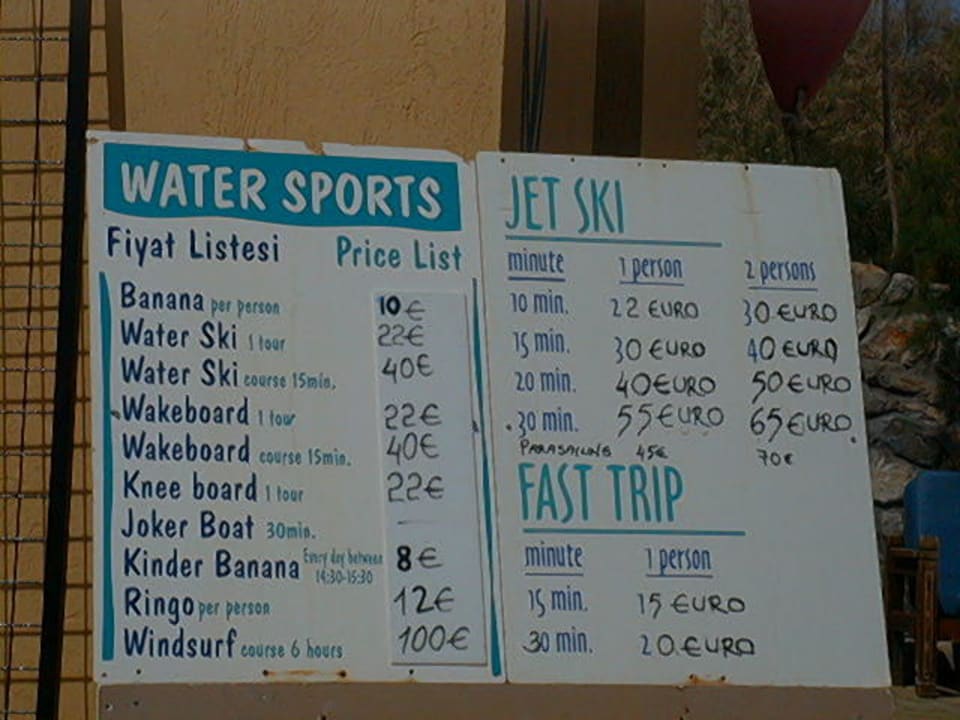 WATER SPORTS
Fiyat Listesi Price List
Banana per person 10 €
Water Ski 1 tour 22€
Water Ski course 15min. 40€
Wakeboard 1 tour 22€
Wakeboard course 15min. 40€
Knee board 1 tour 22€
Joker Boat 30min. —
Kinder Banana Every day between 14:30-15:30 8€
Ringo per person 12€
Windsurf course 6 hours 100€
JET SKI
minute 1 person 2 persons
10 min. 22 EURO 30 EURO
15 min. 30 EURO 40 EURO
20 min. 40 EURO 50 EURO
30 min. 55 EURO 65 EURO.
PARASAILING 45€ 70€
FAST TRIP
minute 1 person
15 min. 15 EURO
30 min. 20 EURO